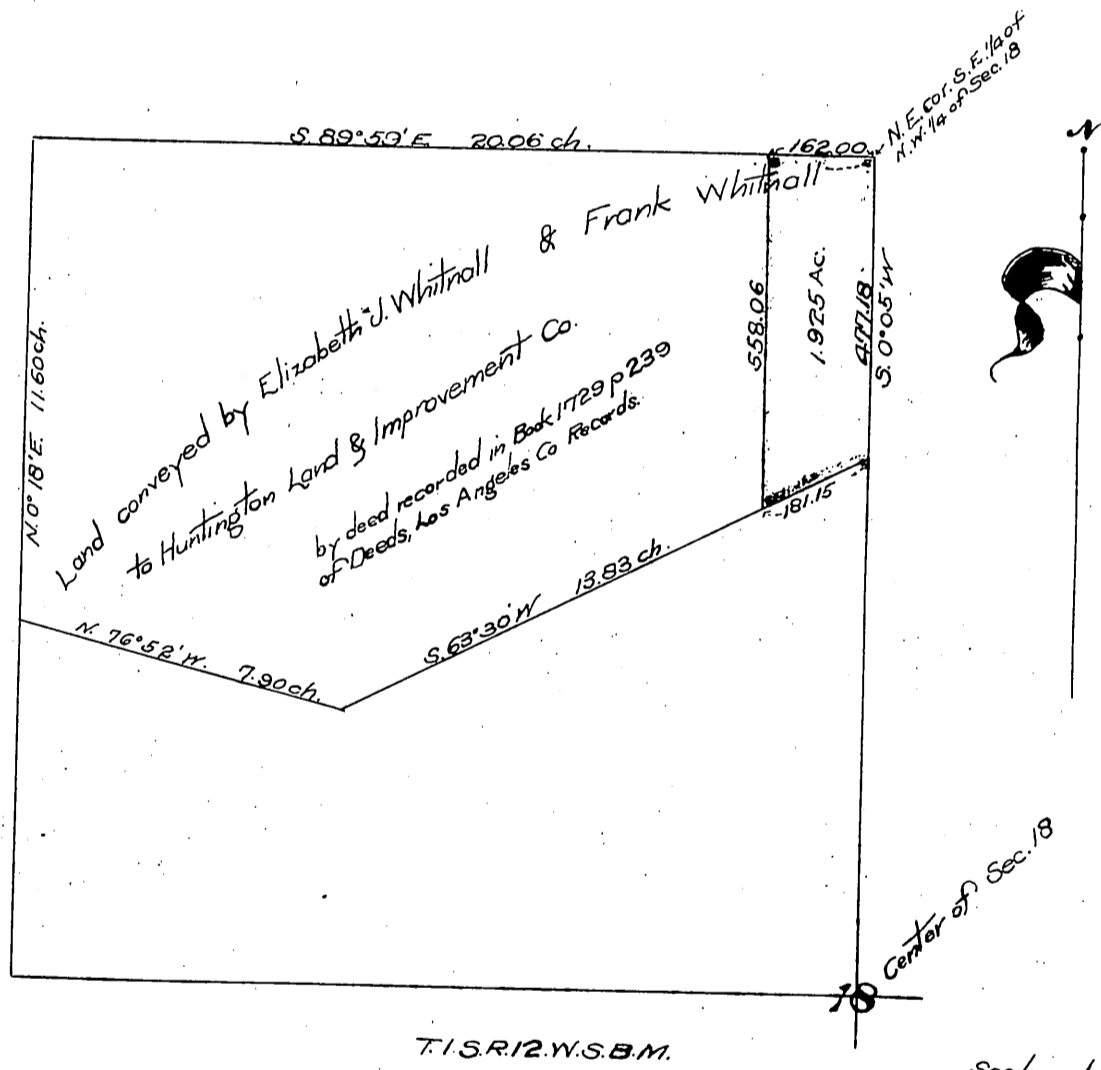 N.E. cor. S.E. 1/4 of
N.W. 1/4 of Sec. 18
N
S. 89°59' E. 20.06 ch.
162.00
Land conveyed by Elizabeth J. Whitnall & Frank Whitnall
to Huntington Land & Improvement Co.
by deed recorded in Book 1729 p 239
of Deeds, Los Angeles Co Records.
N. 0° 18' E. 11.60 ch.
558.06
1.925 Ac.
477.18
S. 0°05' W
181.15
S. 63°30' W 13.83 ch.
N. 76°52' W. 7.90 ch.
Center of Sec. 18
18
T.1.S.R.12.W.S.B.M.